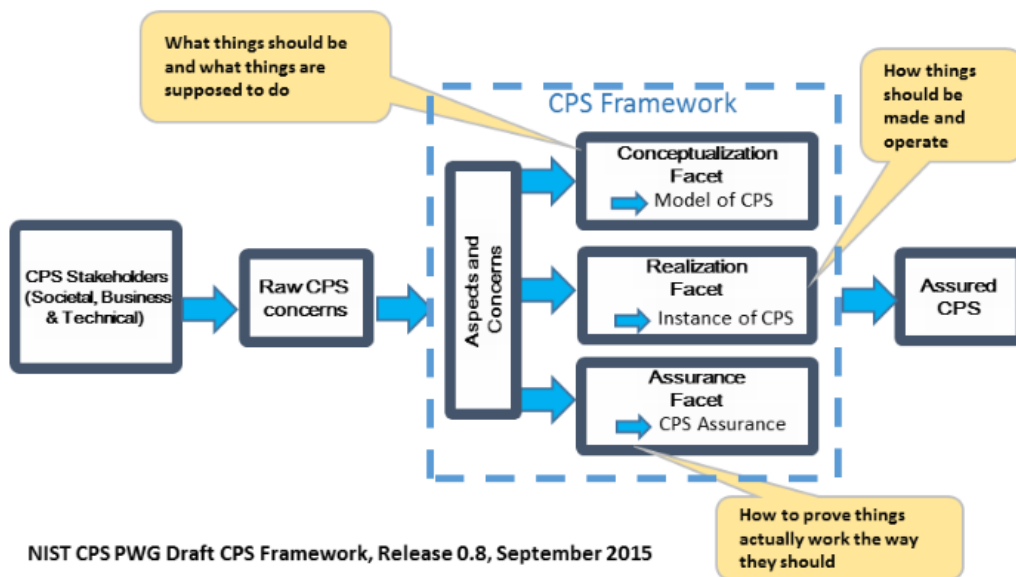 What things should be
and what things are
supposed to do
CPS Framework
How things
should be
made and
operate
Conceptualization
Facet
Model of CPS
CPS Stakeholders
(Societal, Business
& Technical)
Raw CPS
concerns
Aspects and
Concerns
Realization
Facet
Instance of CPS
Assured
CPS
Assurance
Facet
CPS Assurance
How to prove things
actually work the way
they should
NIST CPS PWG Draft CPS Framework, Release 0.8, September 2015